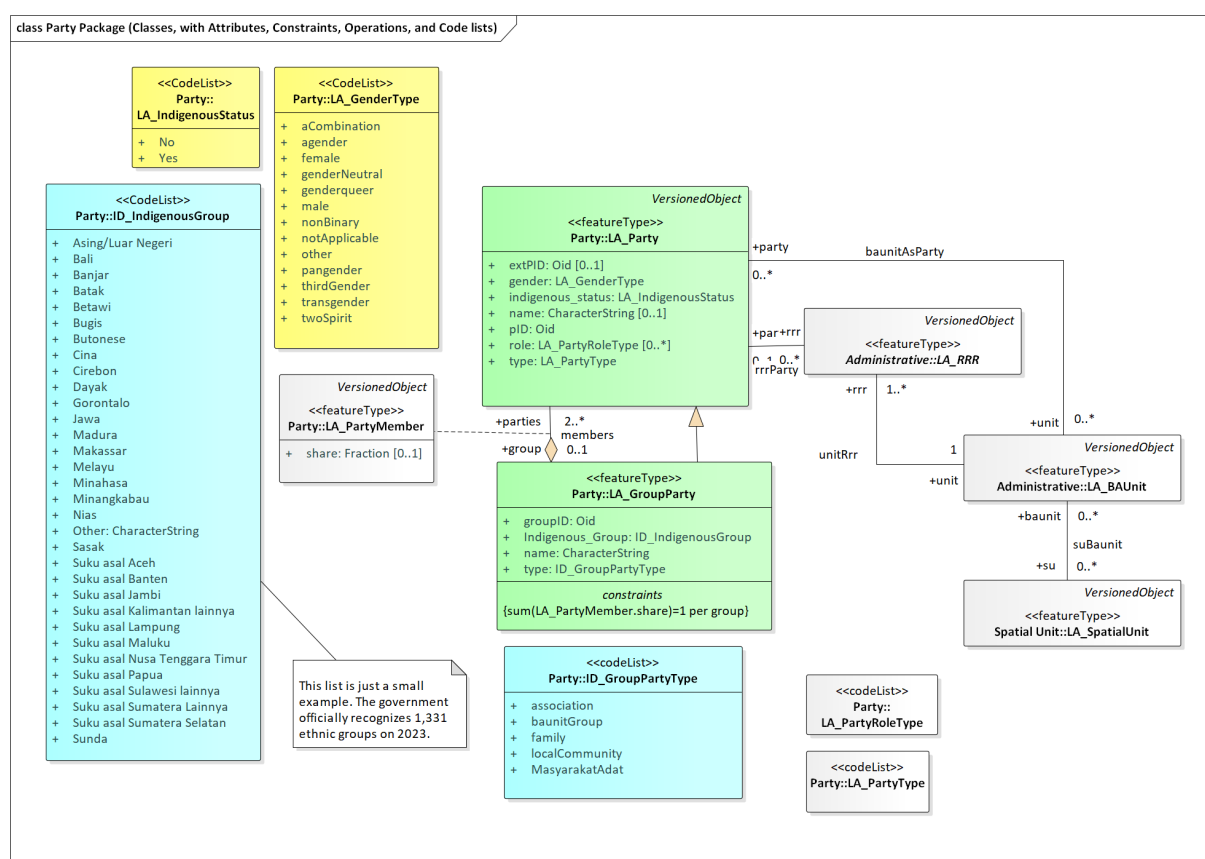 class Party Package (Classes, with Attributes, Constraints, Operations, and Code lists)
<<CodeList>>
Party::
LA_IndigenousStatus
+ No
+ Yes
<<CodeList>>
Party::LA_GenderType
+ aCombination
+ agender
+ female
+ genderNeutral
+ genderqueer
+ male
+ nonBinary
+ notApplicable
+ other
+ pangender
+ thirdGender
+ transgender
+ twoSpirit
<<CodeList>>
Party::ID_IndigenousGroup
+ Asing/Luar Negeri
+ Bali
+ Banjar
+ Batak
+ Betawi
+ Bugis
+ Butonese
+ Cina
+ Cirebon
+ Dayak
+ Gorontalo
+ Jawa
+ Madura
+ Makassar
+ Melayu
+ Minahasa
+ Minangkabau
+ Nias
+ Other: CharacterString
+ Sasak
+ Suku asal Aceh
+ Suku asal Banten
+ Suku asal Jambi
+ Suku asal Kalimantan lainnya
+ Suku asal Lampung
+ Suku asal Maluku
+ Suku asal Nusa Tenggara Timur
+ Suku asal Papua
+ Suku asal Sulawesi lainnya
+ Suku asal Sumatera Lainnya
+ Suku asal Sumatera Selatan
+ Sunda
VersionedObject
<<featureType>>
Party::LA_Party
+ extPID: Oid [0..1]
+ gender: LA_GenderType
+ indigenous_status: LA_IndigenousStatus
+ name: CharacterString [0..1]
+ pID: Oid
+ role: LA_PartyRoleType [0..*]
+ type: LA_PartyType
+party
baunitAsParty
0..*
VersionedObject
<<featureType>>
Administrative::LA_RRR
+par+rrr
0..1 0..*
rrrParty
+rrr
1..*
VersionedObject
<<featureType>>
Party::LA_PartyMember
+ share: Fraction [0..1]
+parties
2..*
members
+group
0..1
<<featureType>>
Party::LA_GroupParty
+ groupID: Oid
+ Indigenous_Group: ID_IndigenousGroup
+ name: CharacterString
+ type: ID_GroupPartyType
constraints
{sum(LA_PartyMember.share)=1 per group}
+unit
0..*
unitRrr
1
+unit
VersionedObject
<<featureType>>
Administrative::LA_BAUnit
+baunit
0..*
suBaunit
+su
0..*
VersionedObject
<<featureType>>
Spatial Unit::LA_SpatialUnit
This list is just a small
example. The government
officially recognizes 1,331
ethnic groups on 2023.
<<codeList>>
Party::ID_GroupPartyType
+ association
+ baunitGroup
+ family
+ localCommunity
+ MasyarakatAdat
<<codeList>>
Party::
LA_PartyRoleType
<<codeList>>
Party::LA_PartyType